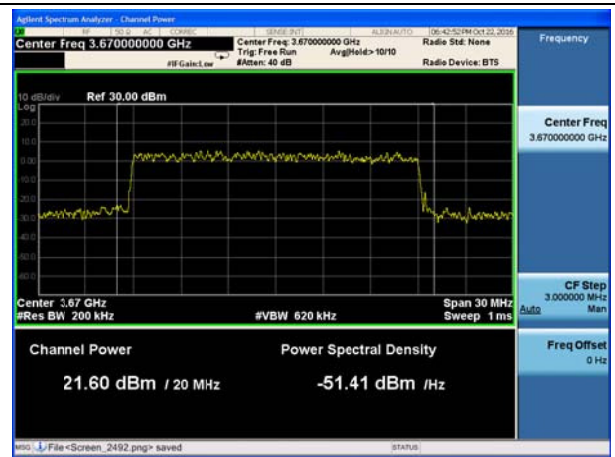 Agilent Spectrum Analyzer - Channel Power
RF 50 Ω AC CORREC SENSE:INT ALIGN AUTO 06:42:52 PM Oct 22, 2016
Center Freq 3.670000000 GHz
Center Freq: 3.670000000 GHz
Radio Std: None
Trig: Free Run Avg|Hold:> 10/10
#IFGain:Low #Atten: 40 dB Radio Device: BTS
Frequency
10 dB/div Ref 30.00 dBm
Log
20.0
10.0
0.00
-10.0
-20.0
-30.0
-40.0
-50.0
-60.0
Center 3.67 GHz Span 30 MHz
#Res BW 200 kHz #VBW 620 kHz Sweep 1 ms
Channel Power Power Spectral Density
21.60 dBm / 20 MHz -51.41 dBm /Hz
Center Freq
3.670000000 GHz
CF Step
3.000000 MHz
Auto Man
Freq Offset
0 Hz
MSG File <Screen_2492.png> saved STATUS